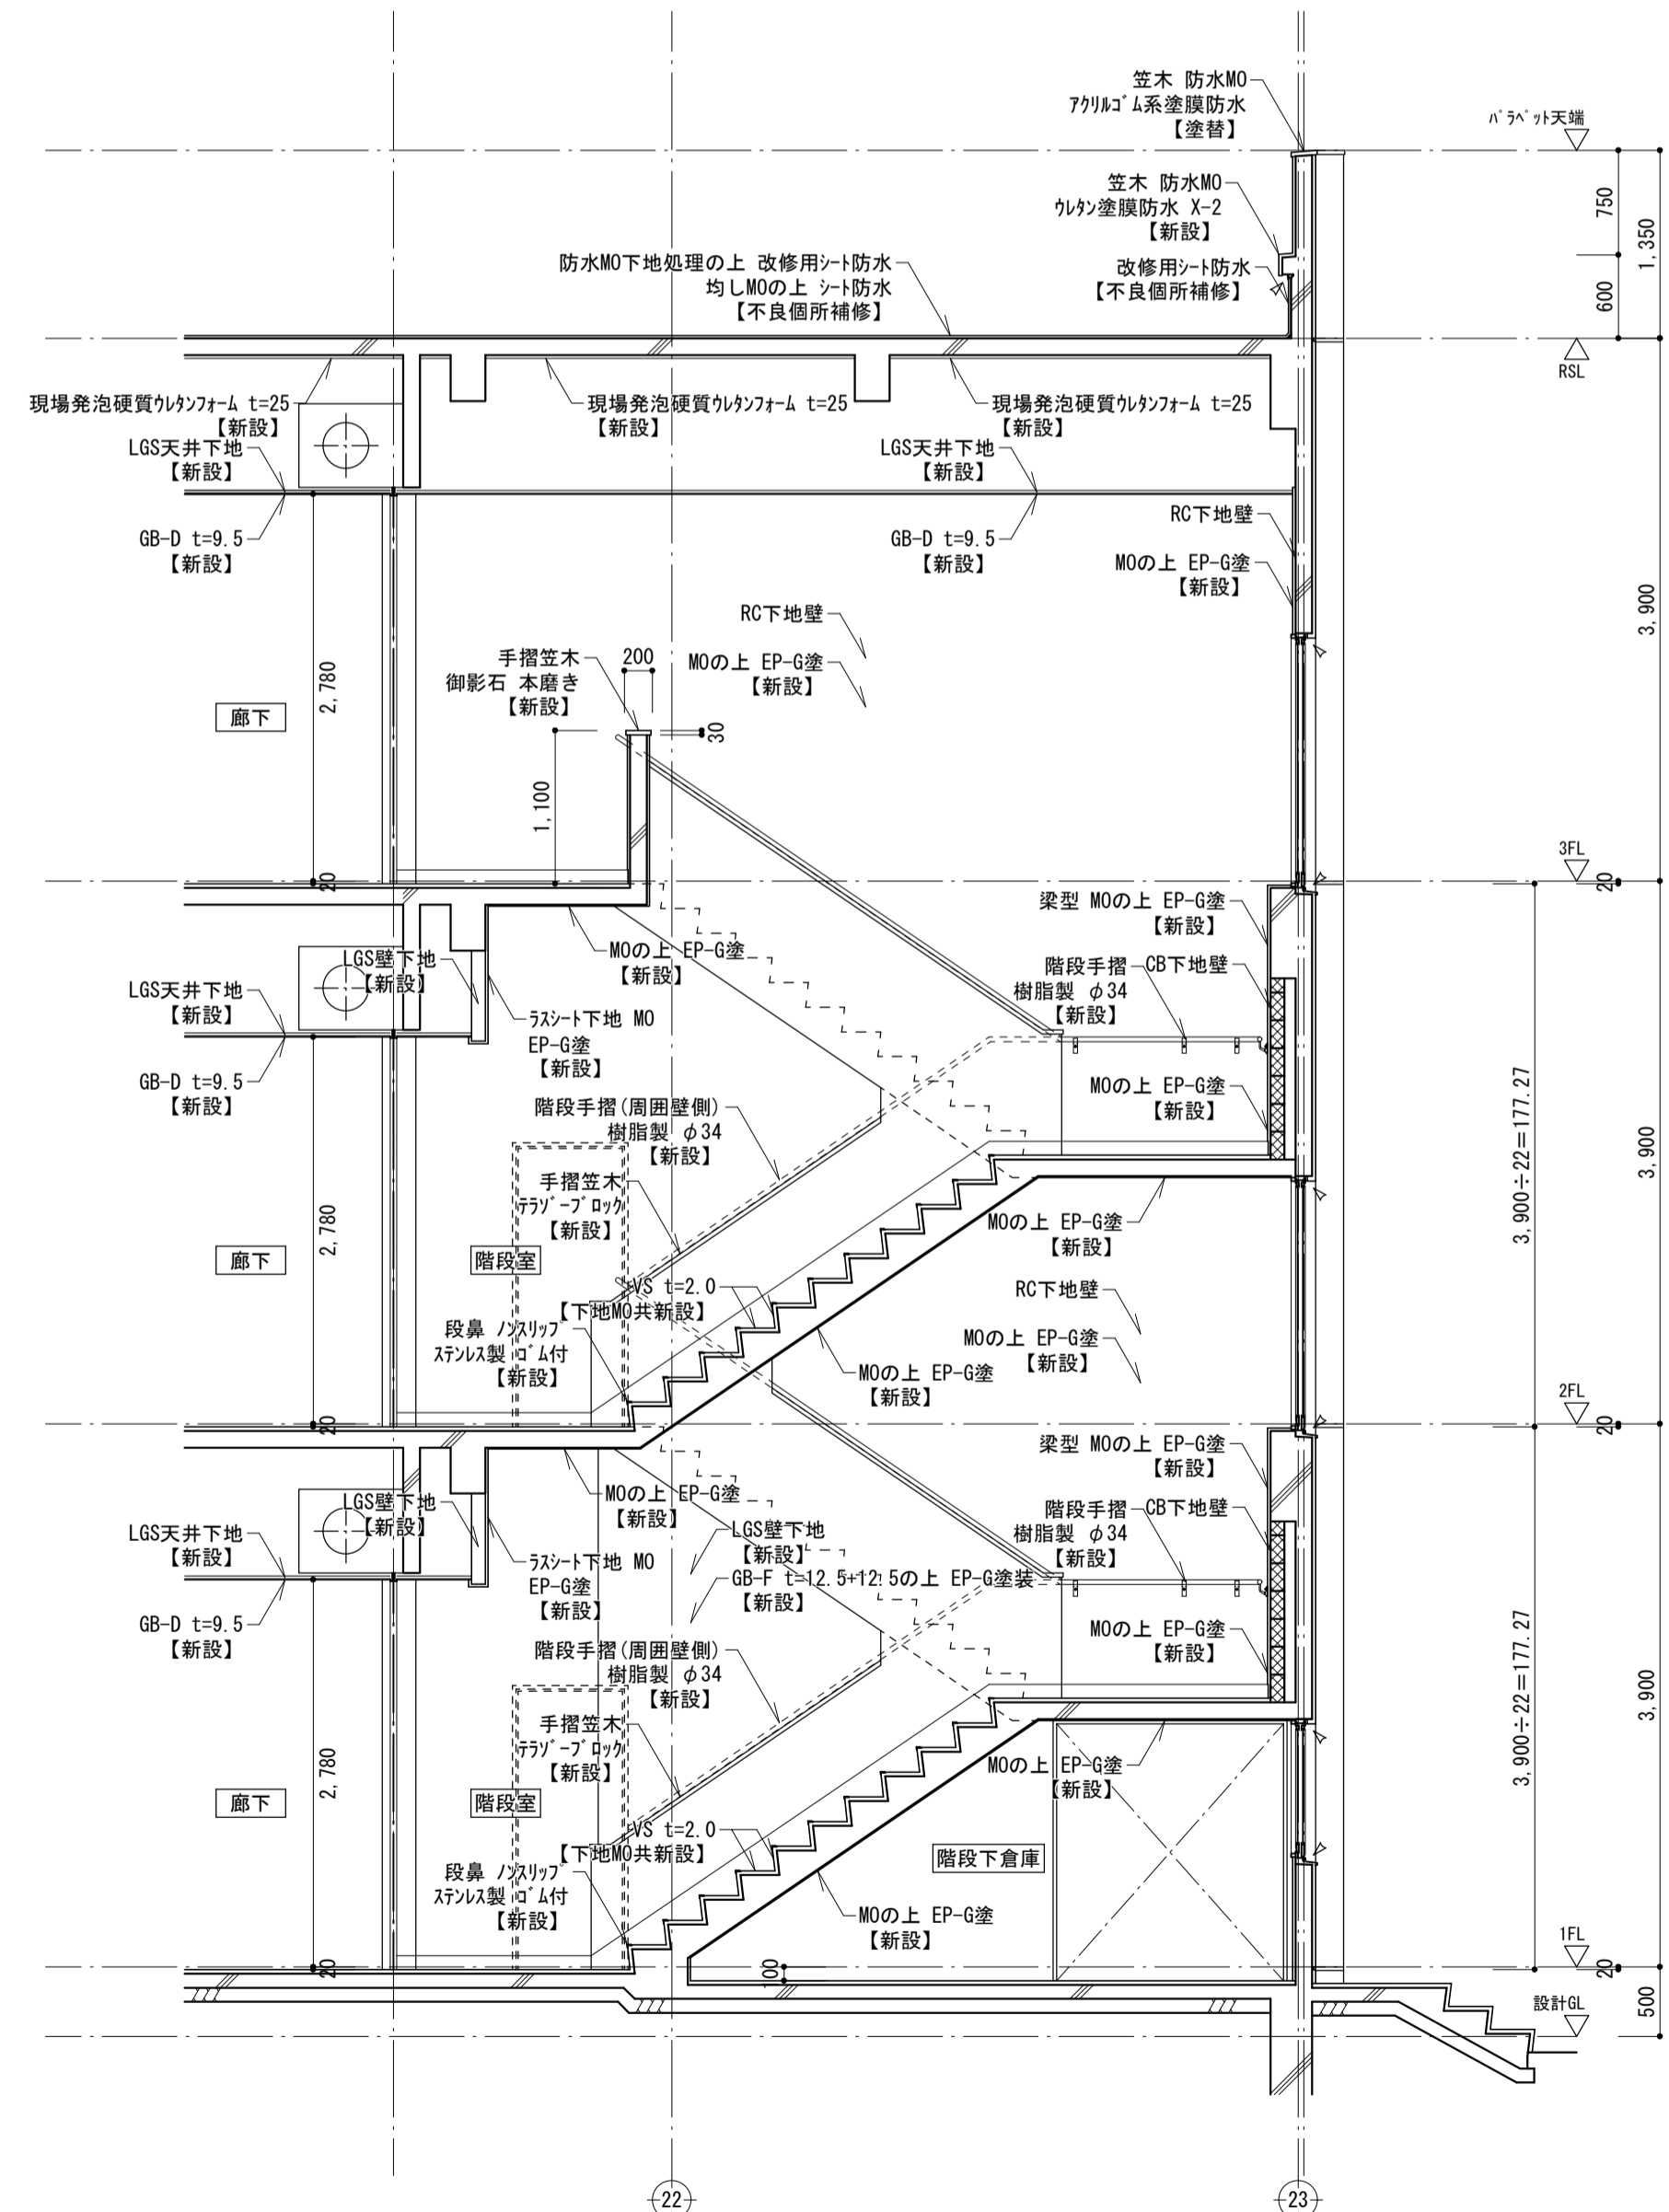 笠木 防水MO
アクリルゴム系塗膜防水
【塗替】
パラペット天端
笠木 防水MO
ウレタン塗膜防水 X-2
【新設】
750
1,350
防水MO下地処理の上 改修用シート防水
均しMOの上 シート防水
【不良個所補修】
改修用シート防水
【不良個所補修】
600
RSL
現場発泡硬質ウレタンフォーム t=25
【新設】
現場発泡硬質ウレタンフォーム t=25
【新設】
現場発泡硬質ウレタンフォーム t=25
【新設】
LGS天井下地
【新設】
LGS天井下地
【新設】
GB-D t=9.5
【新設】
GB-D t=9.5
【新設】
RC下地壁
MOの上 EP-G塗
【新設】
3,900
RC下地壁
MOの上 EP-G塗
【新設】
手摺笠木
御影石 本磨き
【新設】
200
30
2,780
廊下
1,100
3FL
20
20
梁型 MOの上 EP-G塗
【新設】
LGS壁下地
【新設】
MOの上 EP-G塗
【新設】
階段手摺
樹脂製 φ34
【新設】
CB下地壁
LGS天井下地
【新設】
ラスシート下地 MO
EP-G塗
【新設】
GB-D t=9.5
【新設】
MOの上 EP-G塗
【新設】
階段手摺(周囲壁側)
樹脂製 φ34
【新設】
3,900÷22=177.27
3,900
手摺笠木
テラゾーブロック
【新設】
2,780
廊下
階段室
MOの上 EP-G塗
【新設】
VS t=2.0
【下地MO共新設】
RC下地壁
MOの上 EP-G塗
【新設】
段鼻 ノンスリップ
ステンレス製 ゴム付
【新設】
MOの上 EP-G塗
【新設】
2FL
20
20
梁型 MOの上 EP-G塗
【新設】
LGS壁下地
【新設】
MOの上 EP-G塗
【新設】
LGS壁下地
【新設】
GB-F t=12.5+12.5の上 EP-G塗装
【新設】
階段手摺
樹脂製 φ34
【新設】
CB下地壁
LGS天井下地
【新設】
ラスシート下地 MO
EP-G塗
【新設】
GB-D t=9.5
【新設】
MOの上 EP-G塗
【新設】
階段手摺(周囲壁側)
樹脂製 φ34
【新設】
3,900÷22=177.27
3,900
手摺笠木
テラゾーブロック
【新設】
2,780
廊下
階段室
MOの上 EP-G塗
【新設】
VS t=2.0
【下地MO共新設】
階段下倉庫
段鼻 ノンスリップ
ステンレス製 ゴム付
【新設】
MOの上 EP-G塗
【新設】
1FL
20
100
20
設計GL
500
22
23